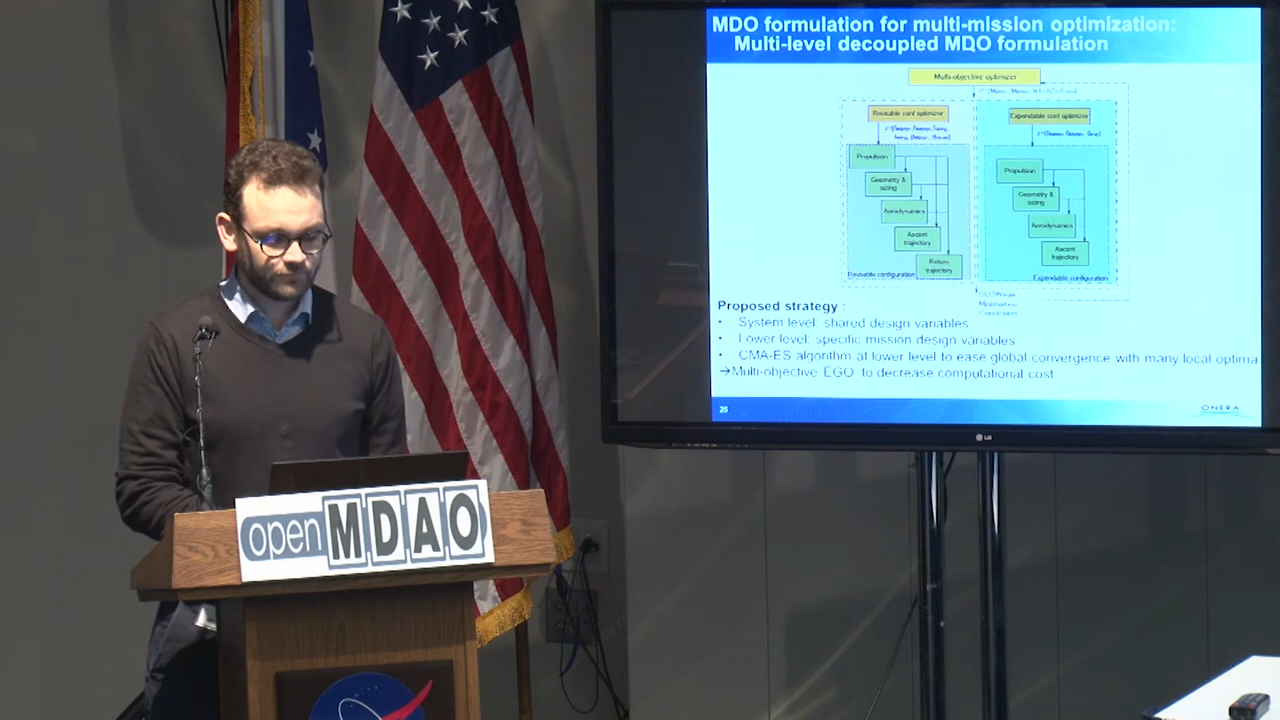 MDO formulation for multi-mission optimization:
Multi-level decoupled MDO formulation
Multi-objective optimizer
Reusable conf optimizer
Expendable conf optimizer
Propulsion
Geometry &
sizing
Aerodynamics
Ascent
trajectory
Return
trajectory
Reusable configuration
Propulsion
Geometry &
sizing
Aerodynamics
Ascent
trajectory
Expendable configuration
Constraints
Proposed strategy :
• System level: shared design variables
• Lower level: specific mission design variables
• CMA-ES algorithm at lower level to ease global convergence with many local optima
→Multi-objective EGO to decrease computational cost
25
ONERA
LG
openMDAO